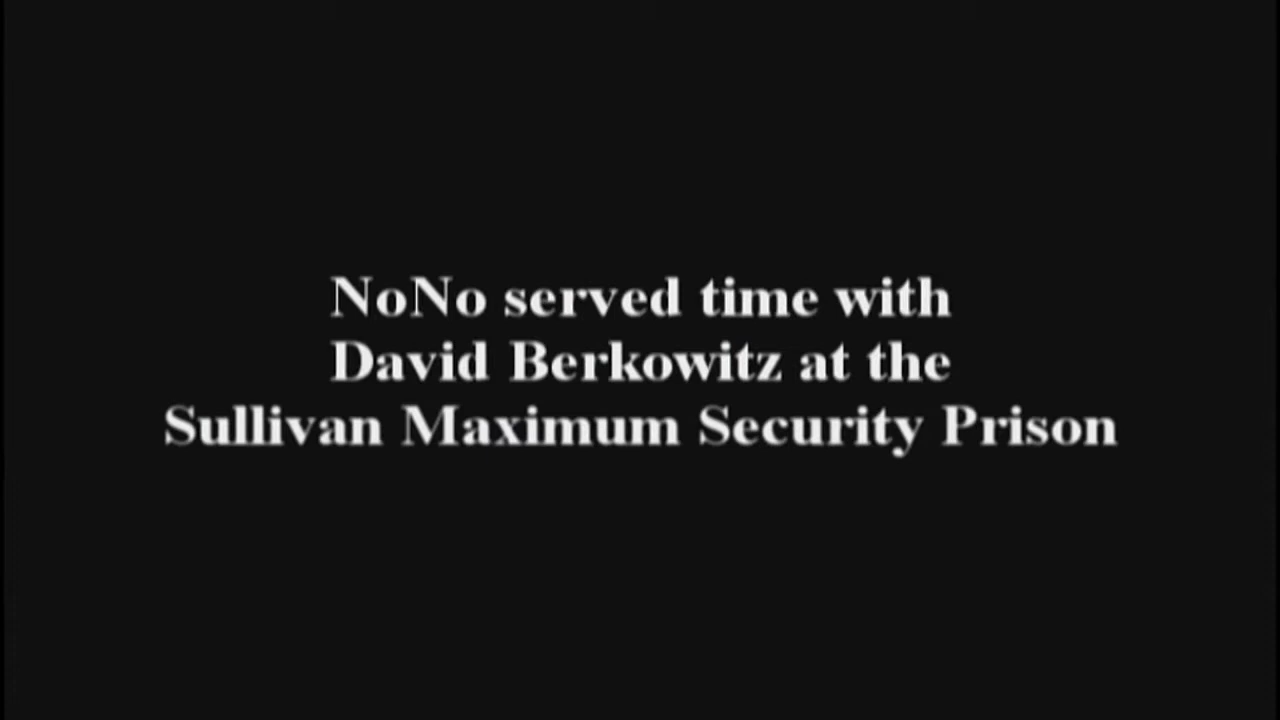 NoNo served time with
David Berkowitz at the
Sullivan Maximum Security Prison